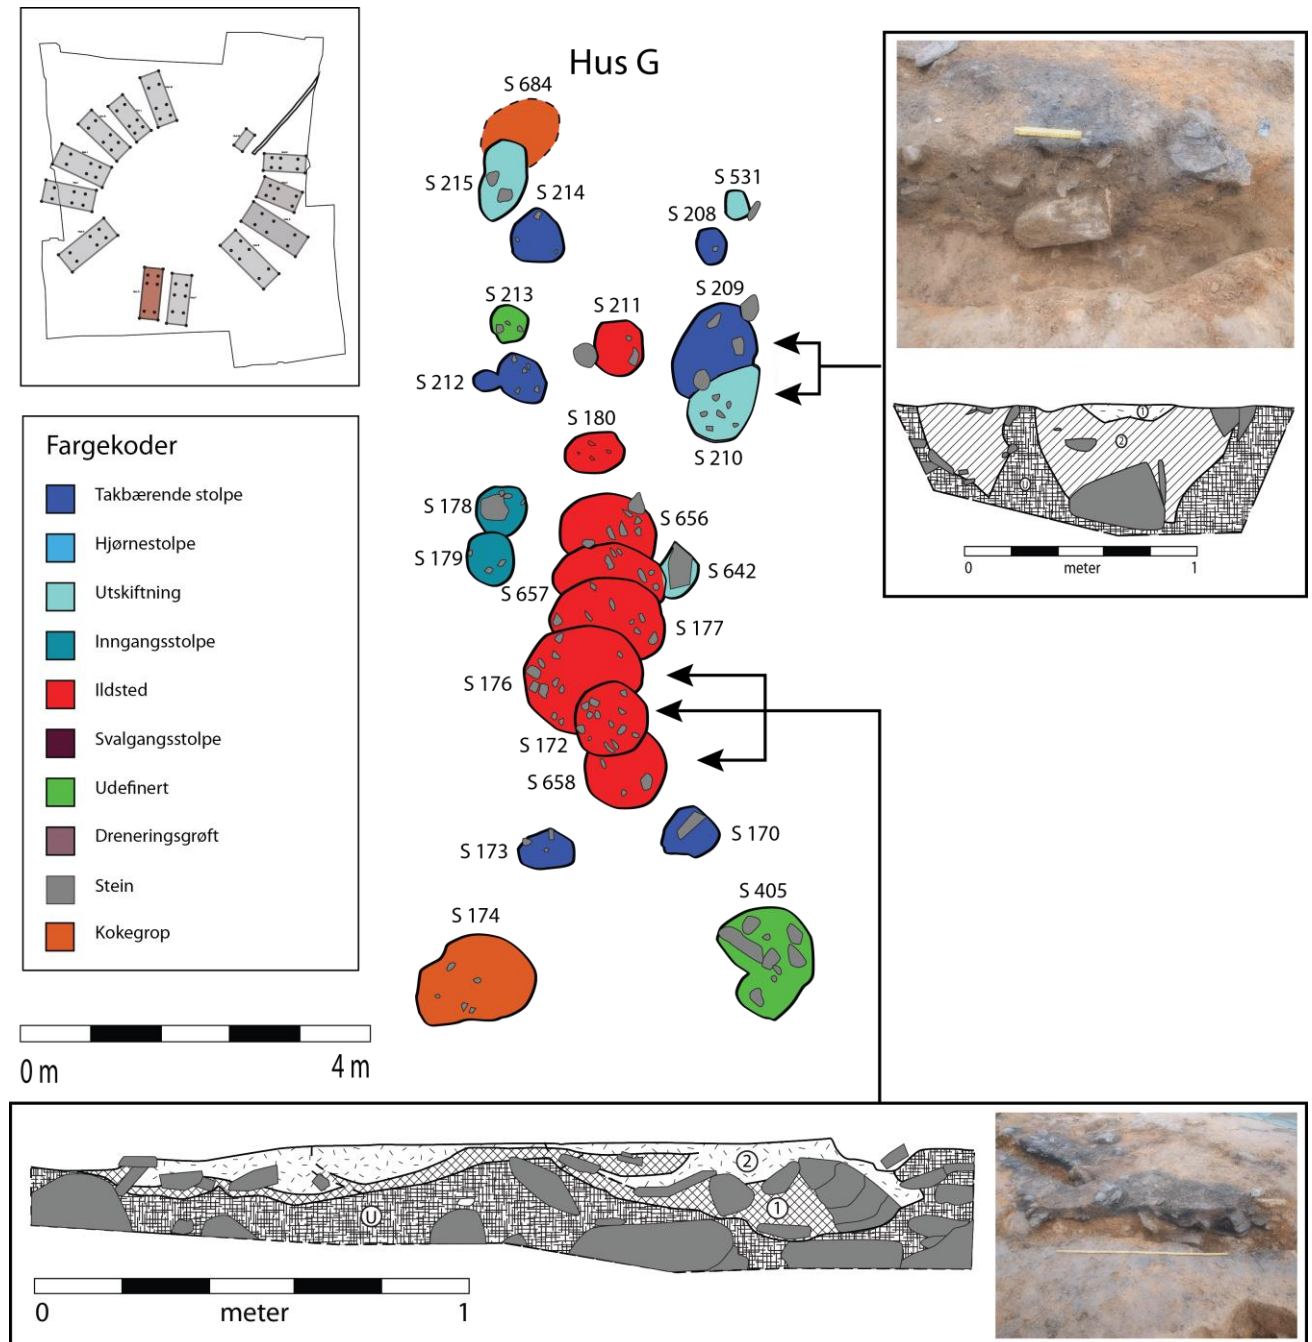 Hus G
S 684
S 215
S 214
S 531
S 208
S 213
S 211
S 209
S 212
S 180
S 210
S 178
S 656
S 179
S 642
S 657
S 177
S 176
S 172
S 658
S 173
S 170
S 174
S 405
Fargekoder
Takbærende stolpe
Hjørnestolpe
Utskiftning
Inngangsstolpe
Ildsted
Svalgangsstolpe
Udefinert
Dreneringsgrøft
Stein
Kokegrop
0 m 4 m
1
2
U
0 meter 1
2
1
U
0 meter 1